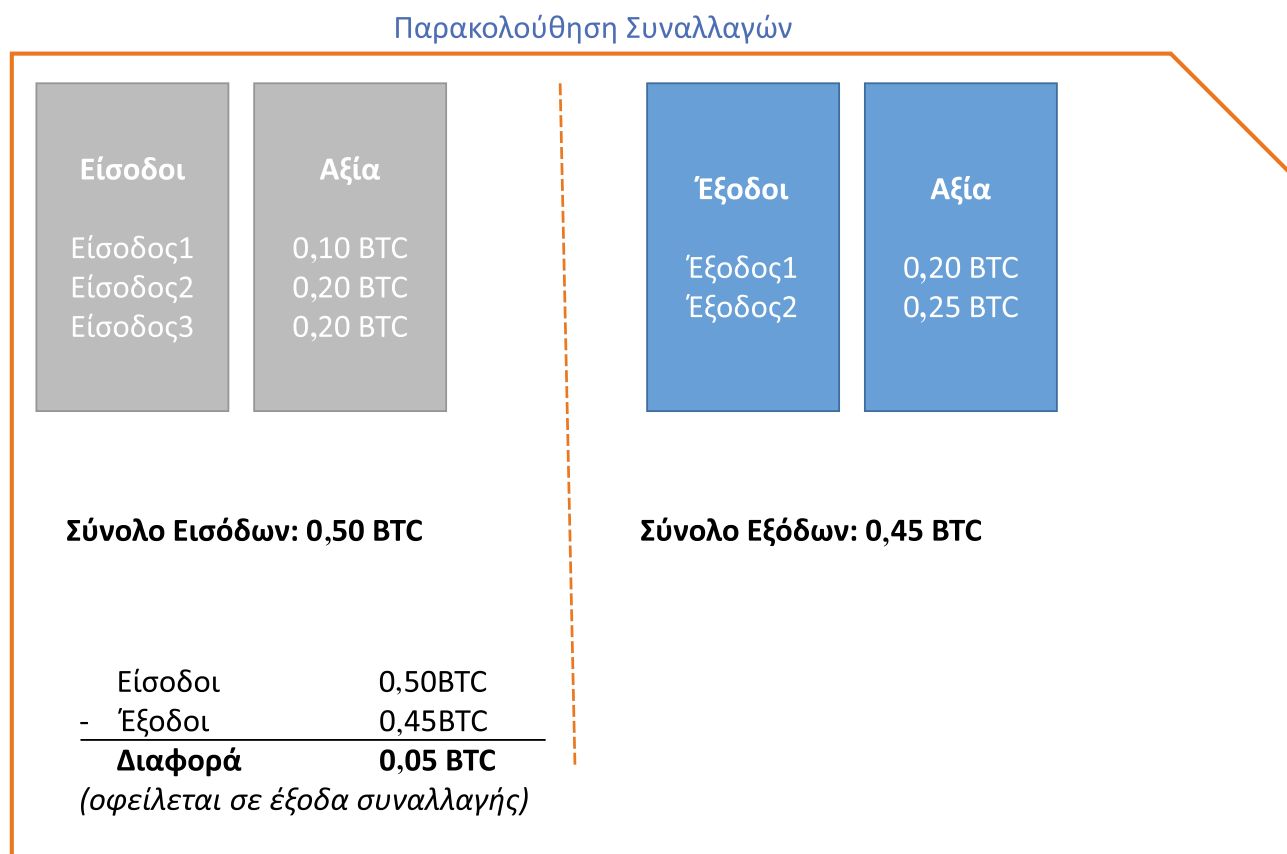 Παρακολούθηση Συναλλαγών
Είσοδοι
Είσοδος1
Είσοδος2
Είσοδος3
Αξία
0,10 BTC
0,20 BTC
0,20 BTC
Έξοδοι
Έξοδος1
Έξοδος2
Αξία
0,20 BTC
0,25 BTC
Σύνολο Εισόδων: 0,50 BTC
Σύνολο Εξόδων: 0,45 BTC
Είσοδοι 0,50BTC
- Έξοδοι 0,45BTC
Διαφορά 0,05 BTC
(οφείλεται σε έξοδα συναλλαγής)